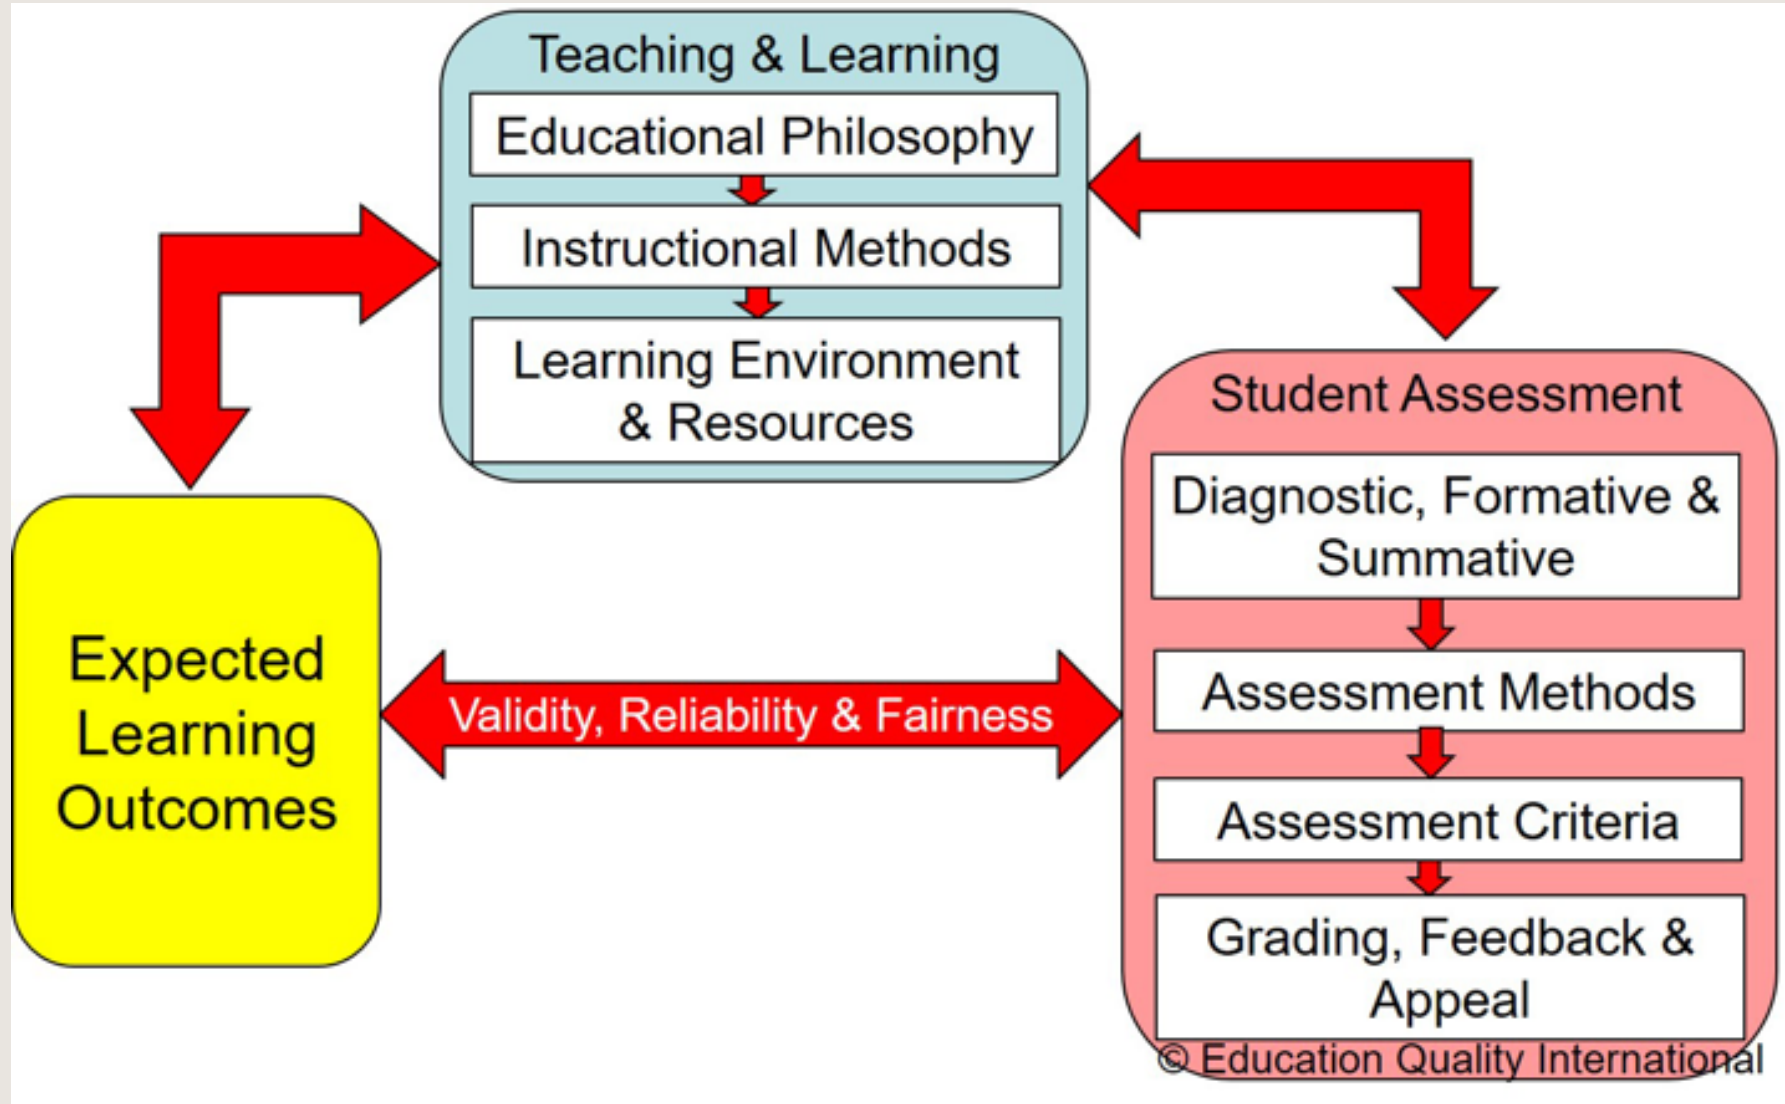 Teaching & Learning
Educational Philosophy
Instructional Methods
Learning Environment
& Resources
Expected
Learning
Outcomes
Validity, Reliability & Fairness
Student Assessment
Diagnostic, Formative &
Summative
Assessment Methods
Assessment Criteria
Grading, Feedback &
Appeal
© Education Quality International